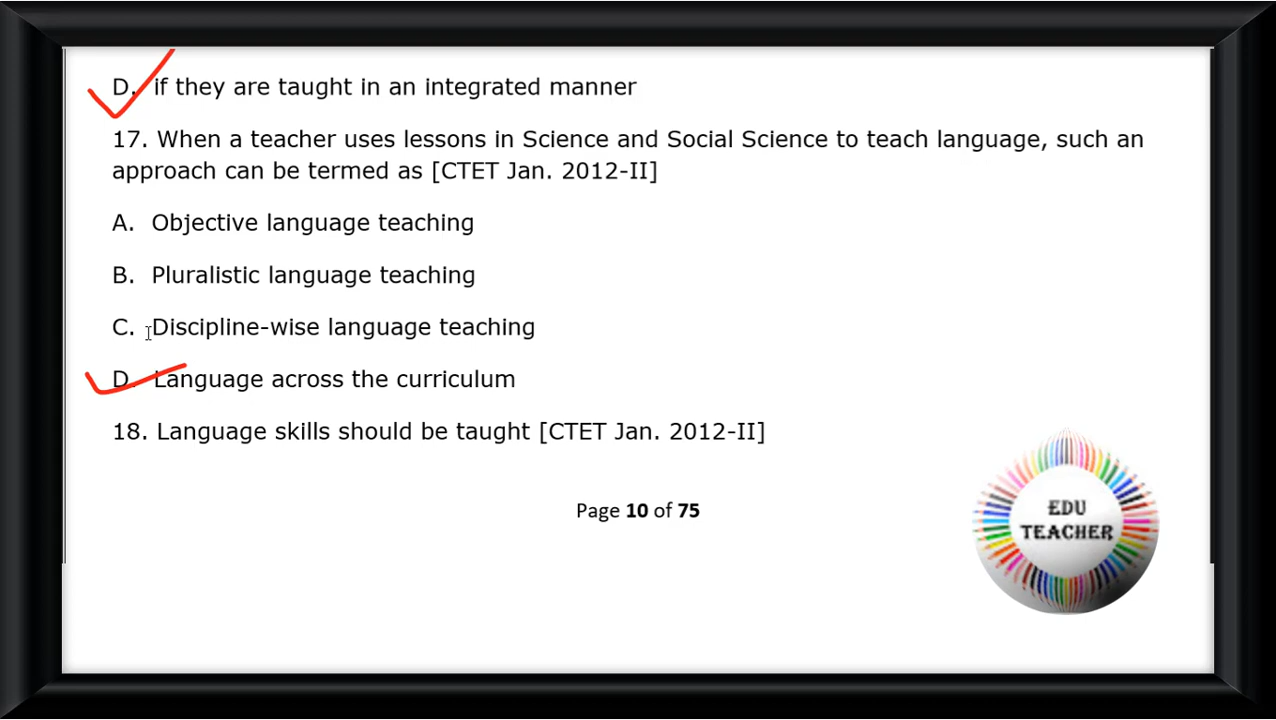 D. if they are taught in an integrated manner
17. When a teacher uses lessons in Science and Social Science to teach language, such an
approach can be termed as [CTET Jan. 2012-II]
A. Objective language teaching
B. Pluralistic language teaching
C. Discipline-wise language teaching
D. Language across the curriculum
18. Language skills should be taught [CTET Jan. 2012-II]
Page 10 of 75
EDU
TEACHER